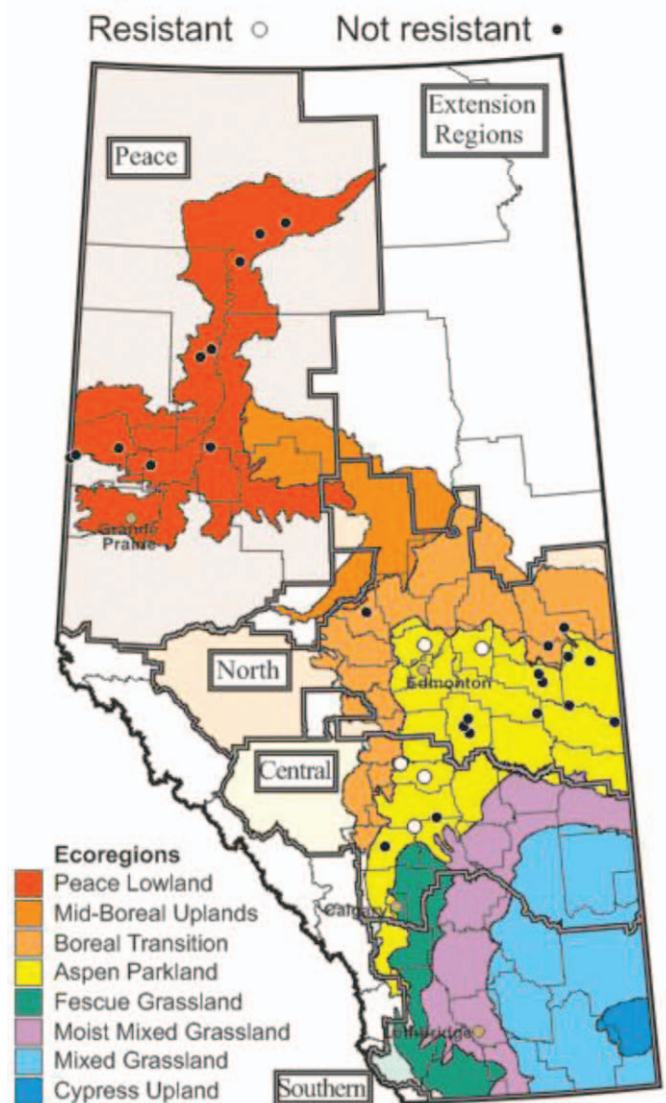 Resistant Not resistant
Extension
Regions
Peace
Grande
Prairie
North
Edmonton
Central
Ecoregions
Peace Lowland
Mid-Boreal Uplands
Boreal Transition
Calgary
Aspen Parkland
Fescue Grassland
Moist Mixed Grassland
Lethbridge
Mixed Grassland
Cypress Upland
Southern